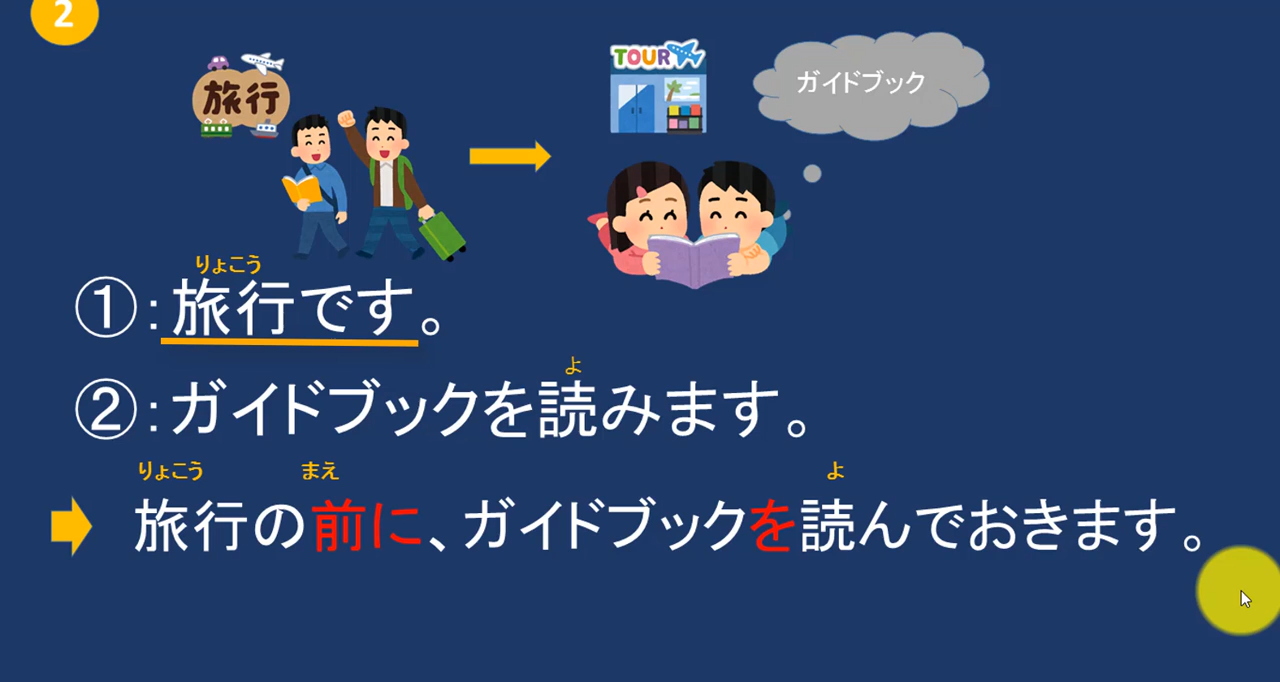 2
旅行
TOUR
ガイドブック
りょこう
①:旅行です。
よ
②:ガイドブックを読みます。
りょこう まえ よ
旅行の前に、ガイドブックを読んでおきます。